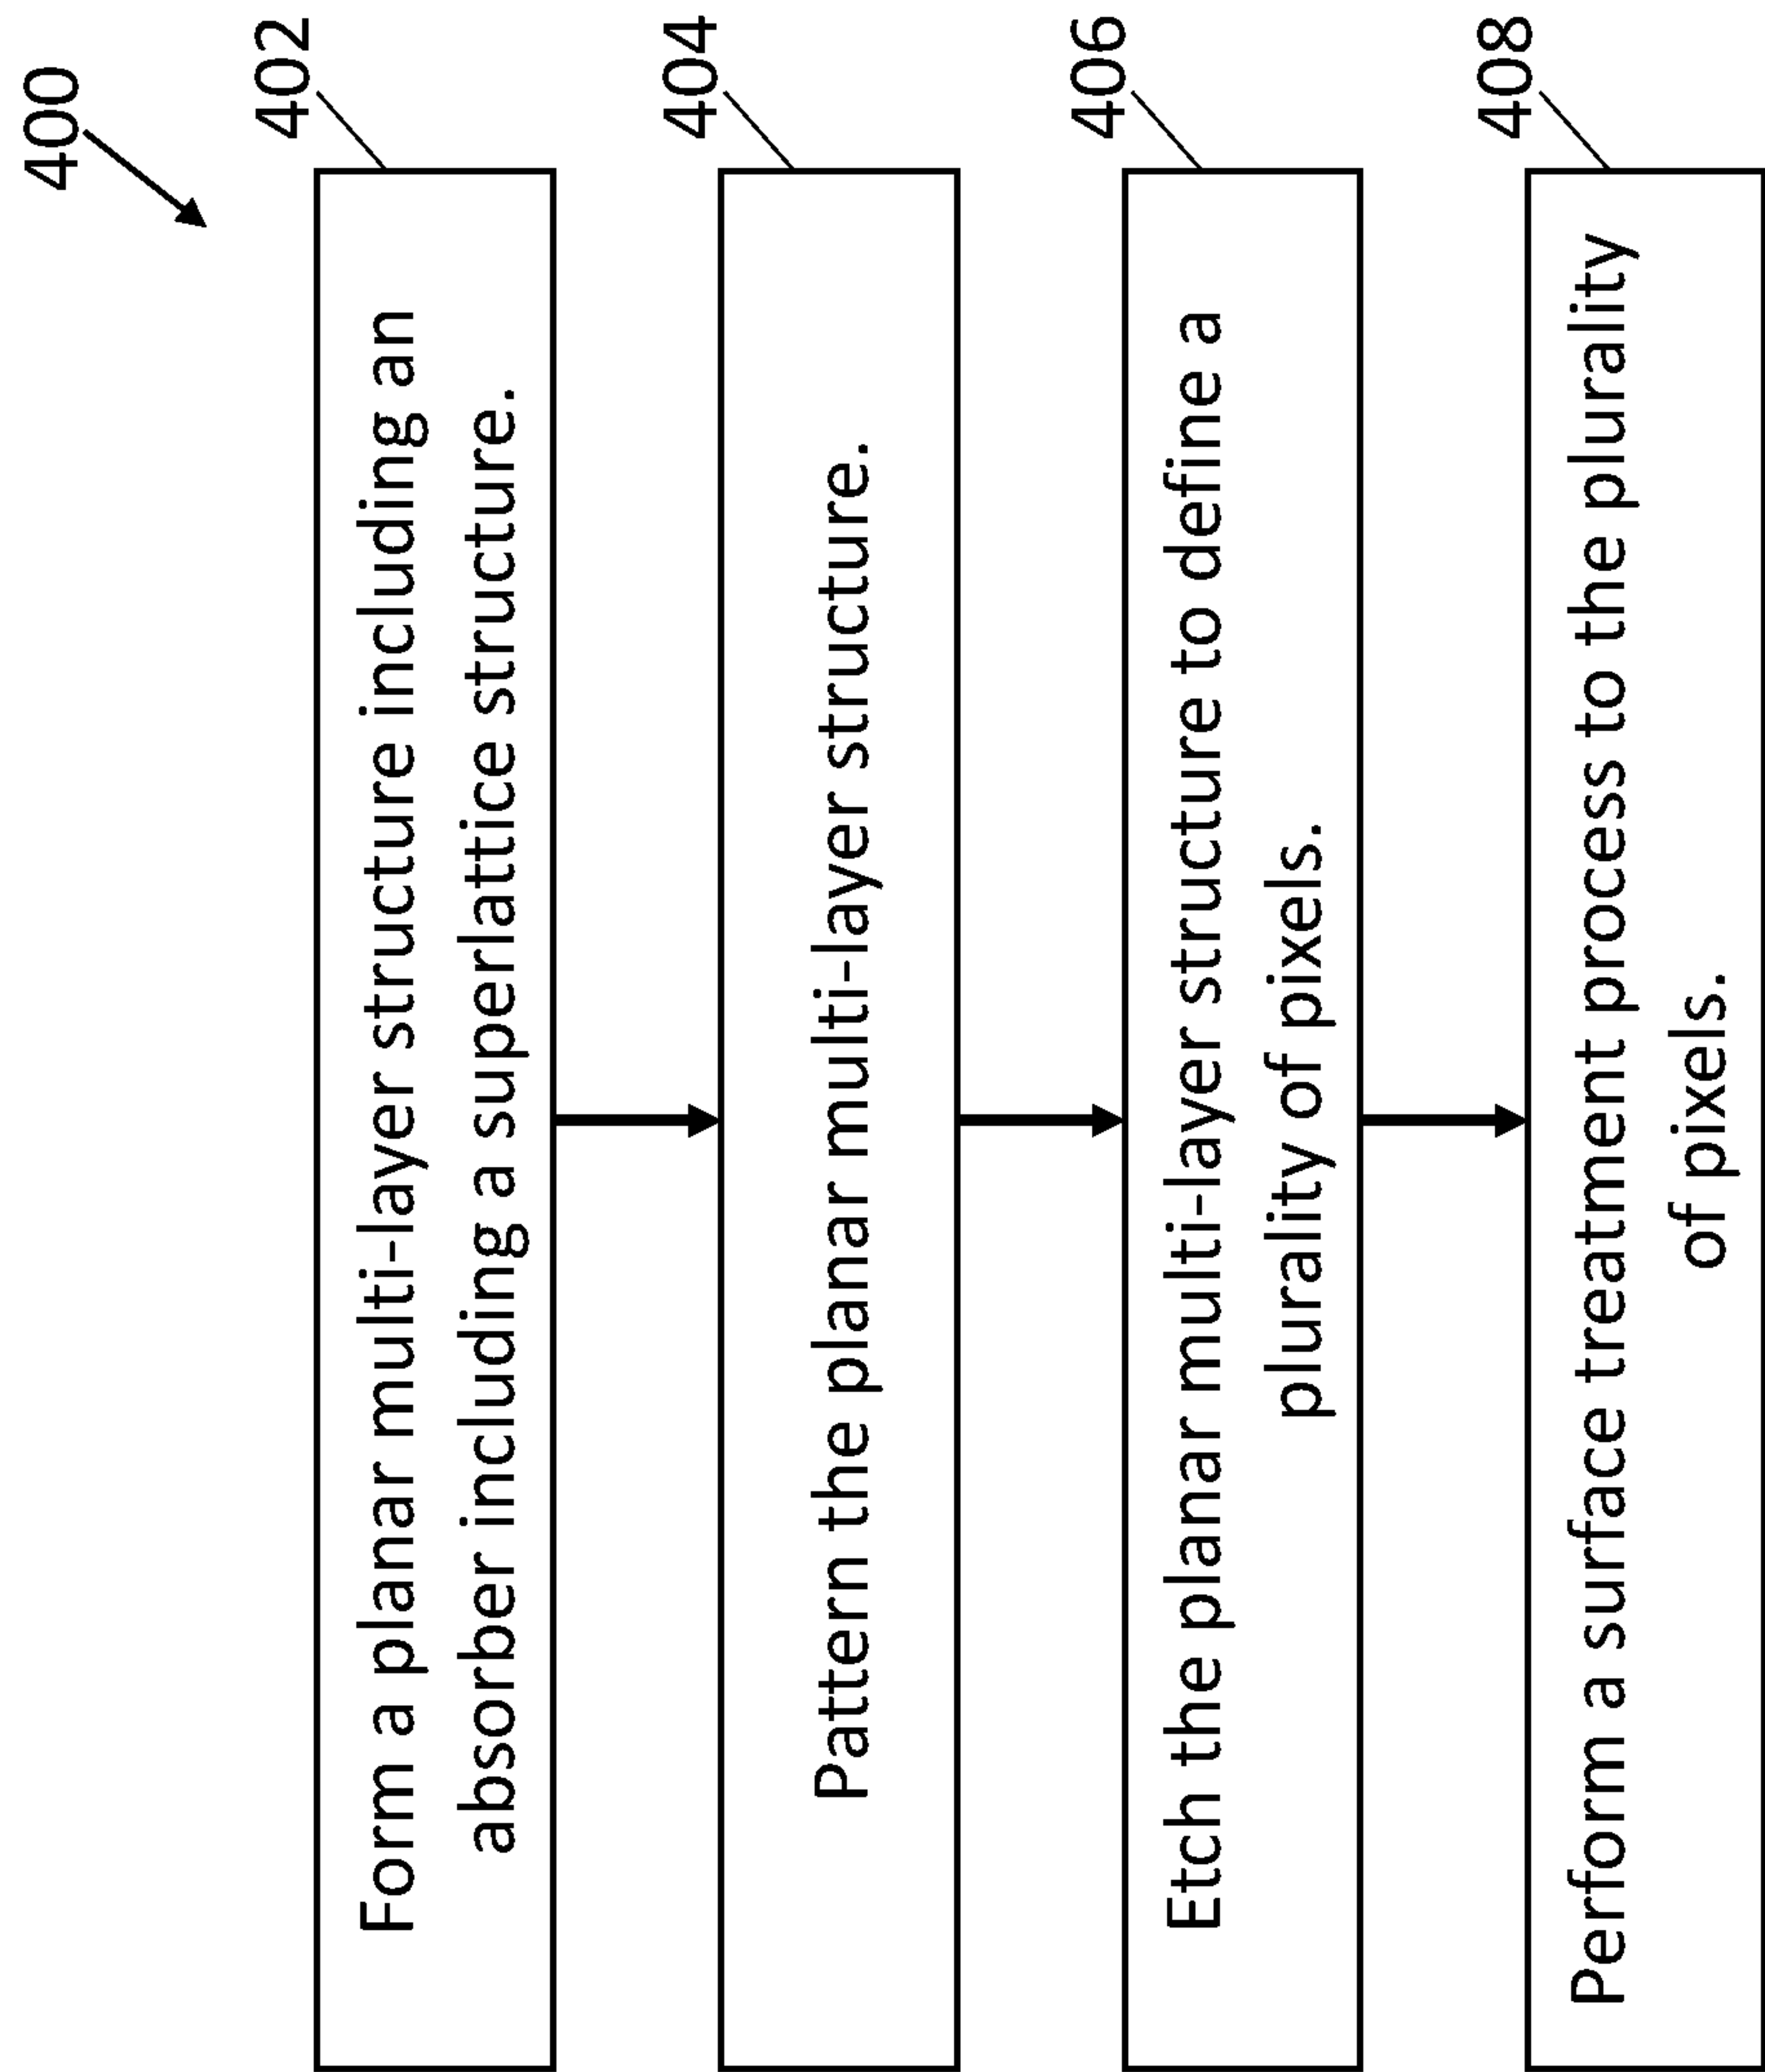 400
402
Form a planar multi-layer structure including an
absorber including a superlattice structure.
404
Pattern the planar multi-layer structure.
406
Etch the planar multi-layer structure to define a
plurality of pixels.
408
Perform a surface treatment process to the plurality
of pixels.